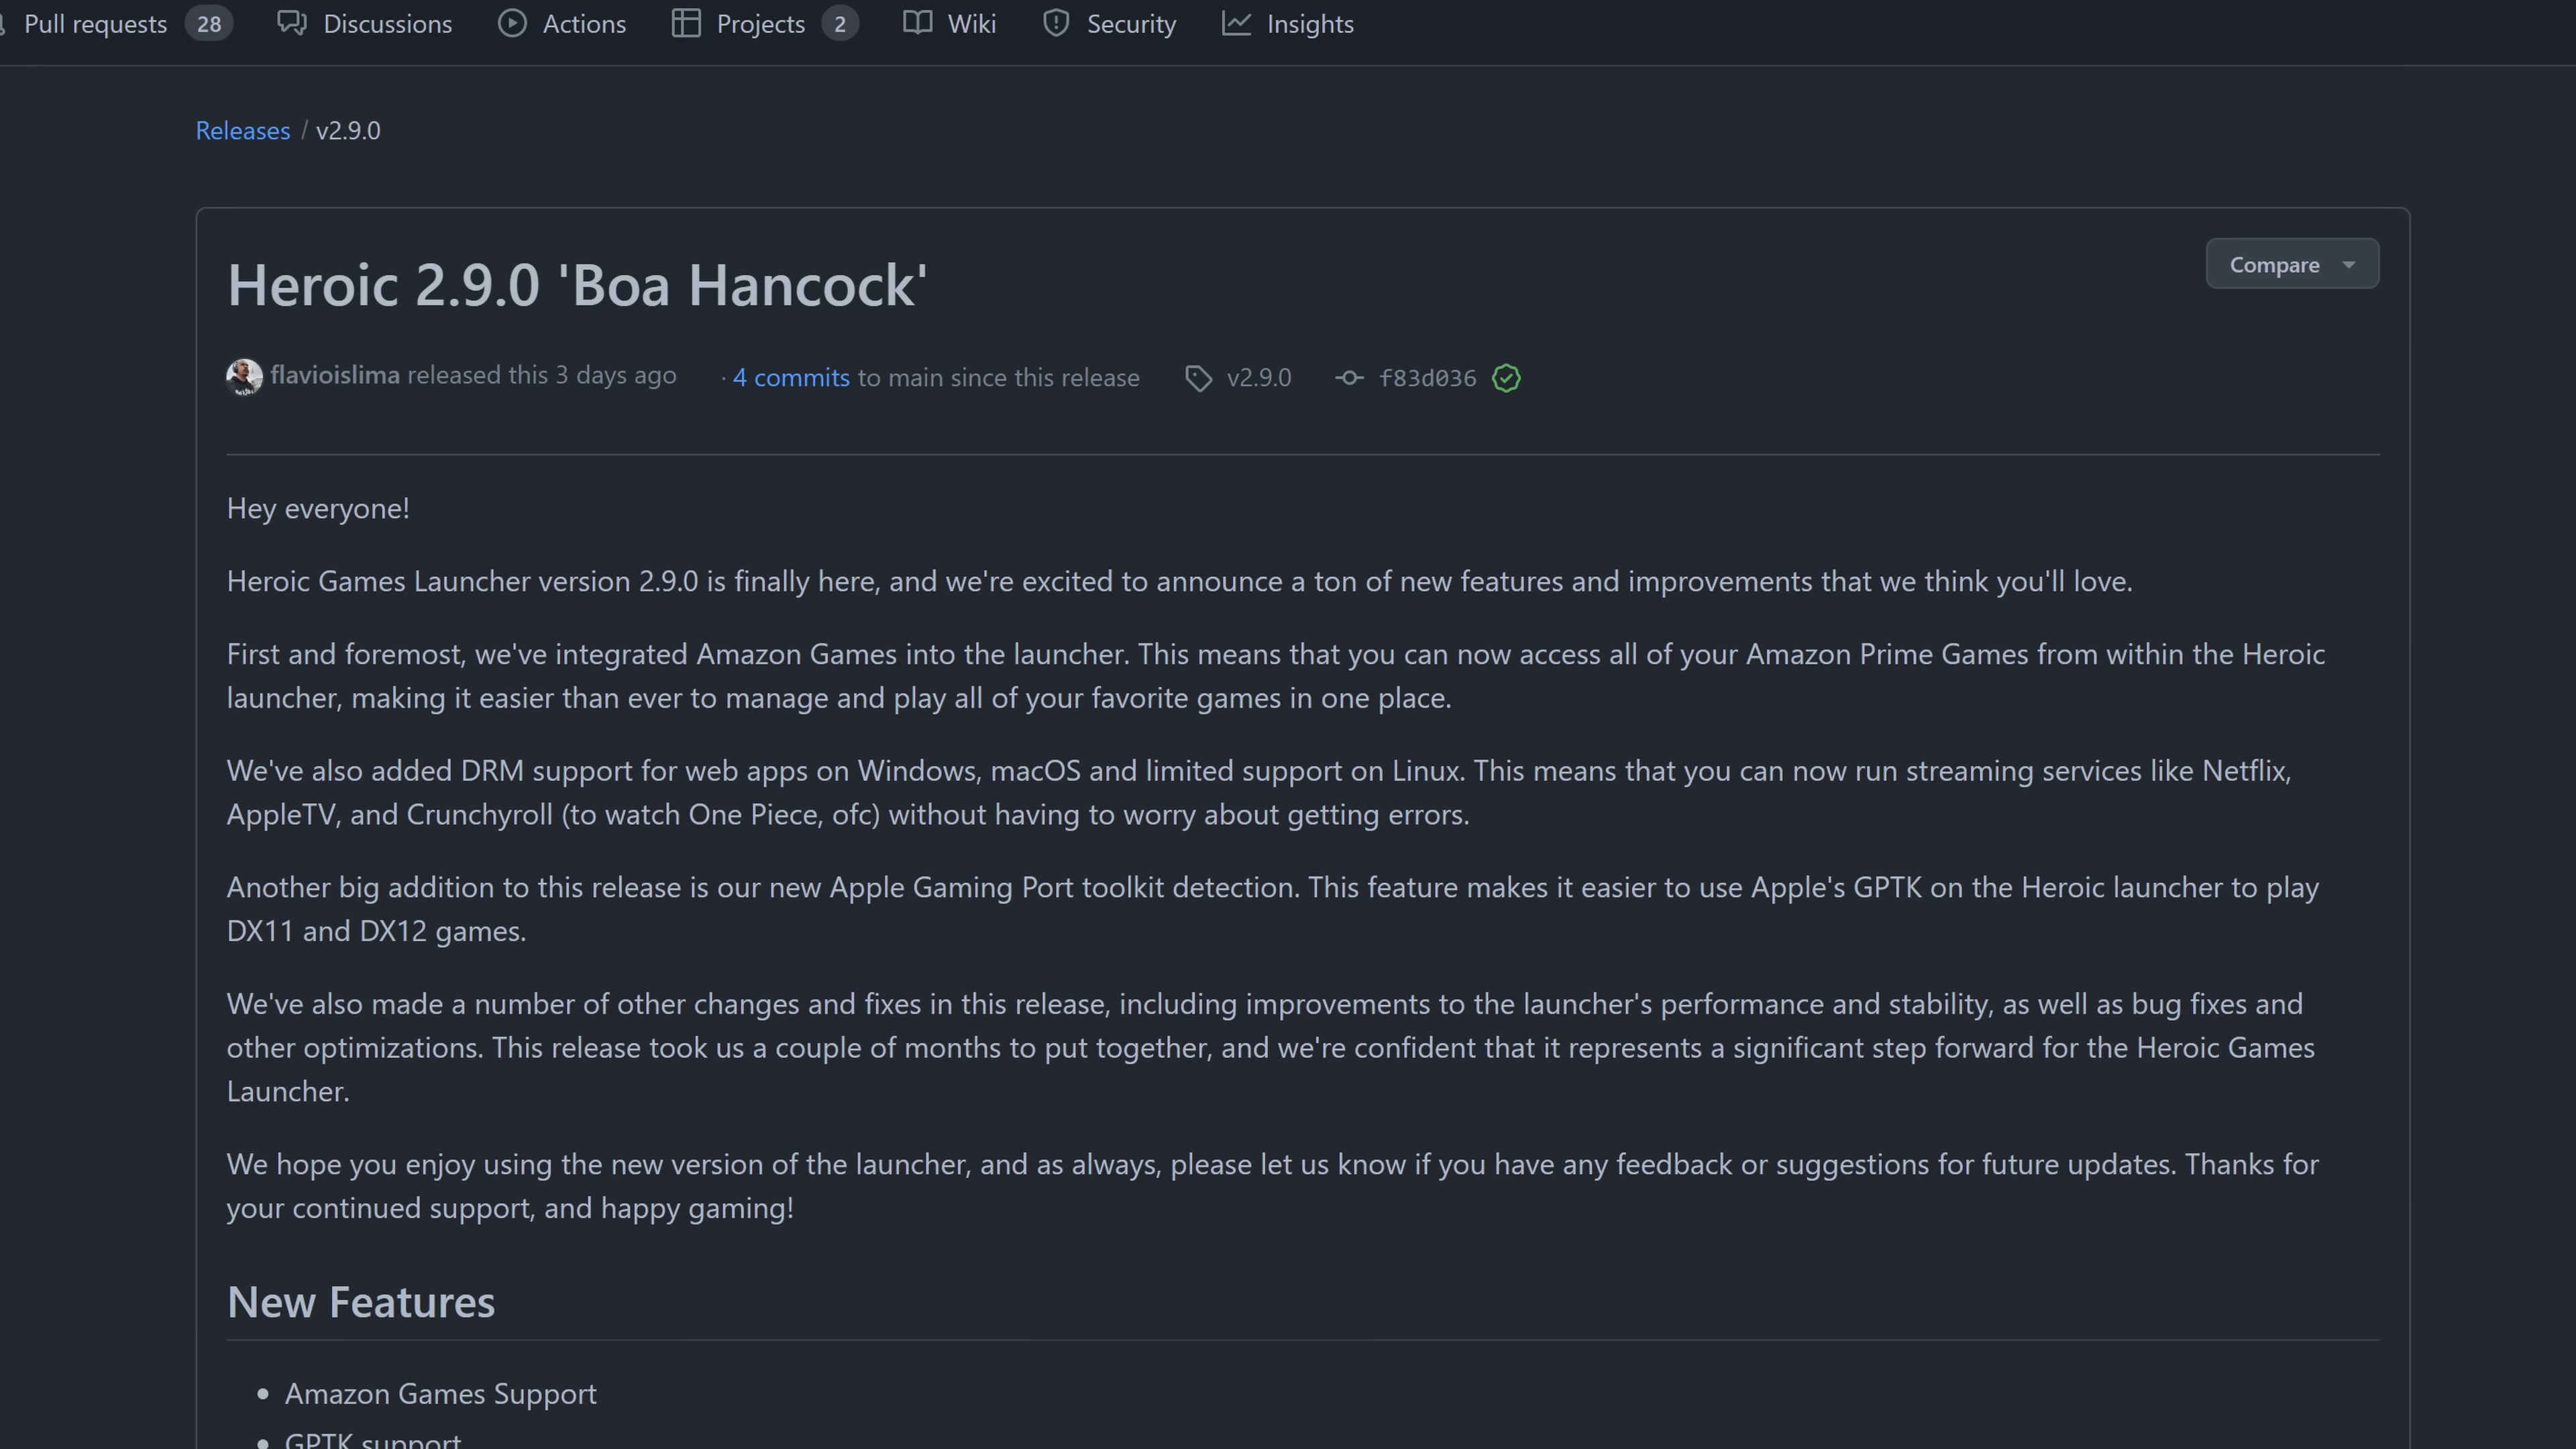 Pull requests 28 Discussions Actions Projects 2 Wiki Security Insights
Releases / v2.9.0
Heroic 2.9.0 'Boa Hancock'
Compare
flavioislima released this 3 days ago · 4 commits to main since this release v2.9.0 f83d036
Hey everyone!
Heroic Games Launcher version 2.9.0 is finally here, and we're excited to announce a ton of new features and improvements that we think you'll love.
First and foremost, we've integrated Amazon Games into the launcher. This means that you can now access all of your Amazon Prime Games from within the Heroic
launcher, making it easier than ever to manage and play all of your favorite games in one place.
We've also added DRM support for web apps on Windows, macOS and limited support on Linux. This means that you can now run streaming services like Netflix,
AppleTV, and Crunchyroll (to watch One Piece, ofc) without having to worry about getting errors.
Another big addition to this release is our new Apple Gaming Port toolkit detection. This feature makes it easier to use Apple's GPTK on the Heroic launcher to play
DX11 and DX12 games.
We've also made a number of other changes and fixes in this release, including improvements to the launcher's performance and stability, as well as bug fixes and
other optimizations. This release took us a couple of months to put together, and we're confident that it represents a significant step forward for the Heroic Games
Launcher.
We hope you enjoy using the new version of the launcher, and as always, please let us know if you have any feedback or suggestions for future updates. Thanks for
your continued support, and happy gaming!
New Features
• Amazon Games Support
• GPTK support